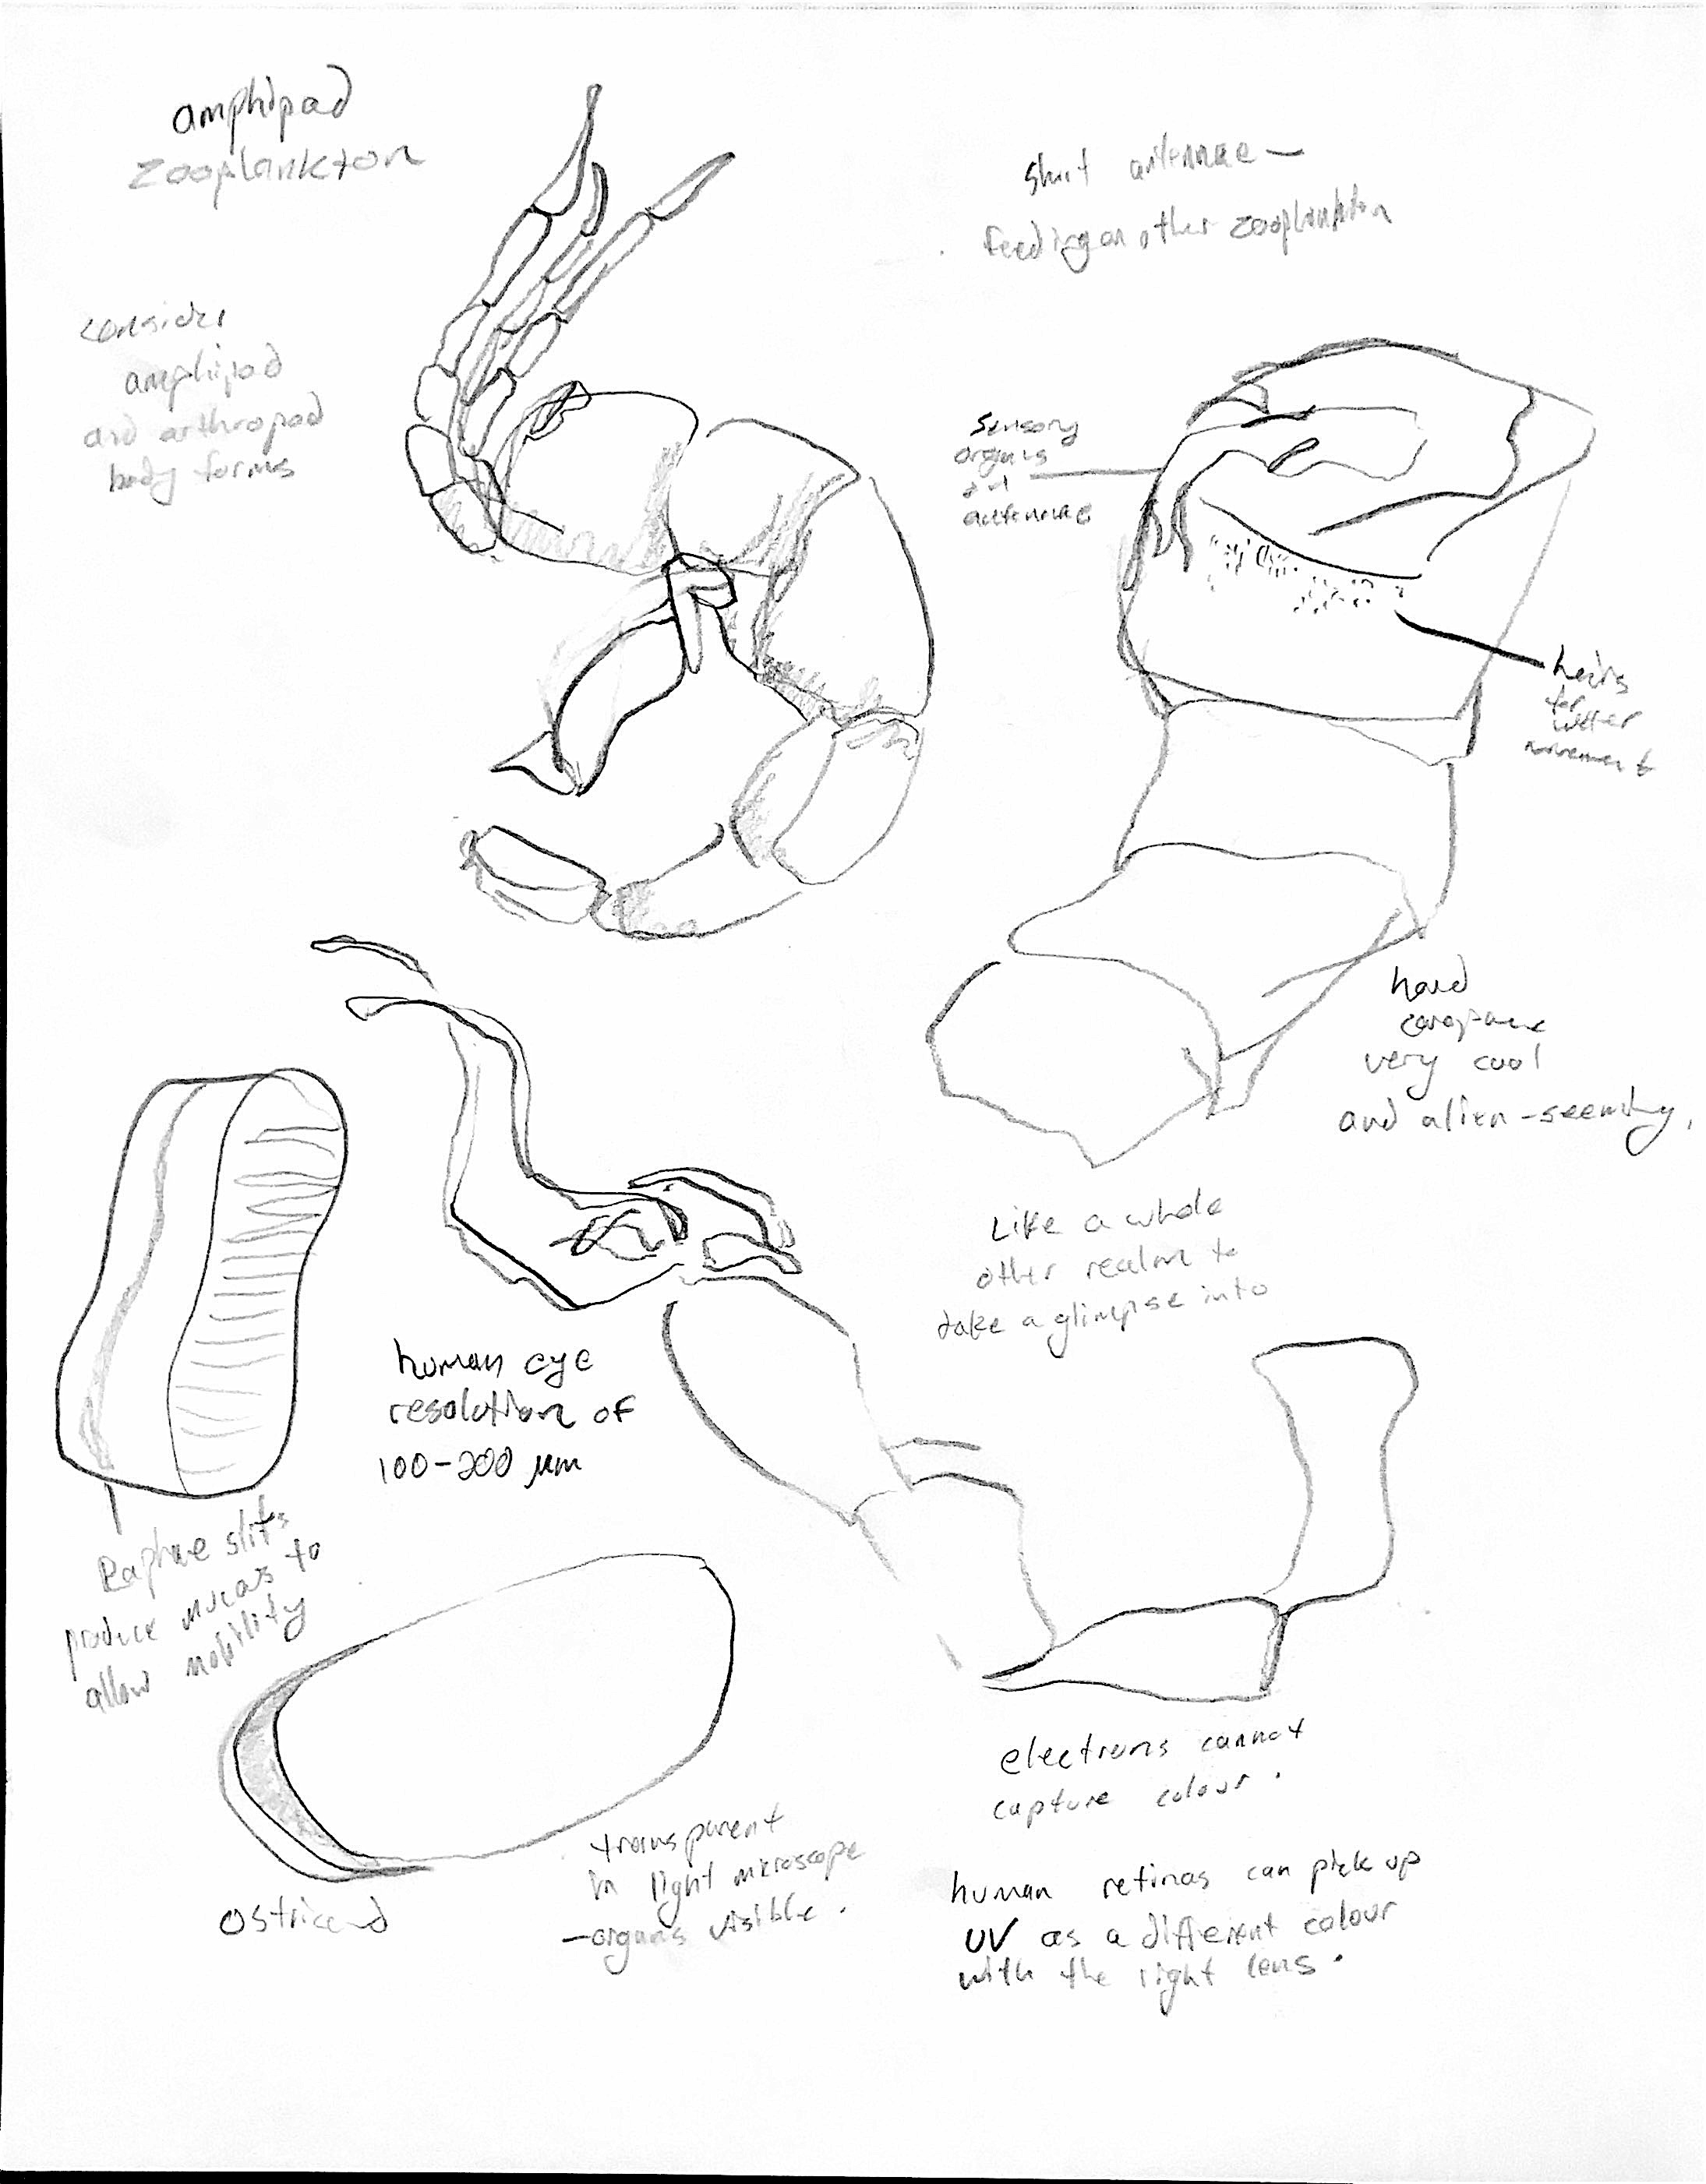 amphipod
zooplankton
short antennae —
feeding on other zooplankton
consider
amphipod
and arthropod
body forms
sensory
organs
and
antennae
hairs
for
water
movement
hard
carapace
very cool
and alien-seeming.
Like a whole
other realm to
take a glimpse into
human eye
resolution of
100-200 µm
Raphae slits
produce mucas to
allow mobility
Ostricod
transparent
in light microscope
—organs visible.
electrons cannot
capture colour.
human retinas can pick up
UV as a different colour
with the right lens.